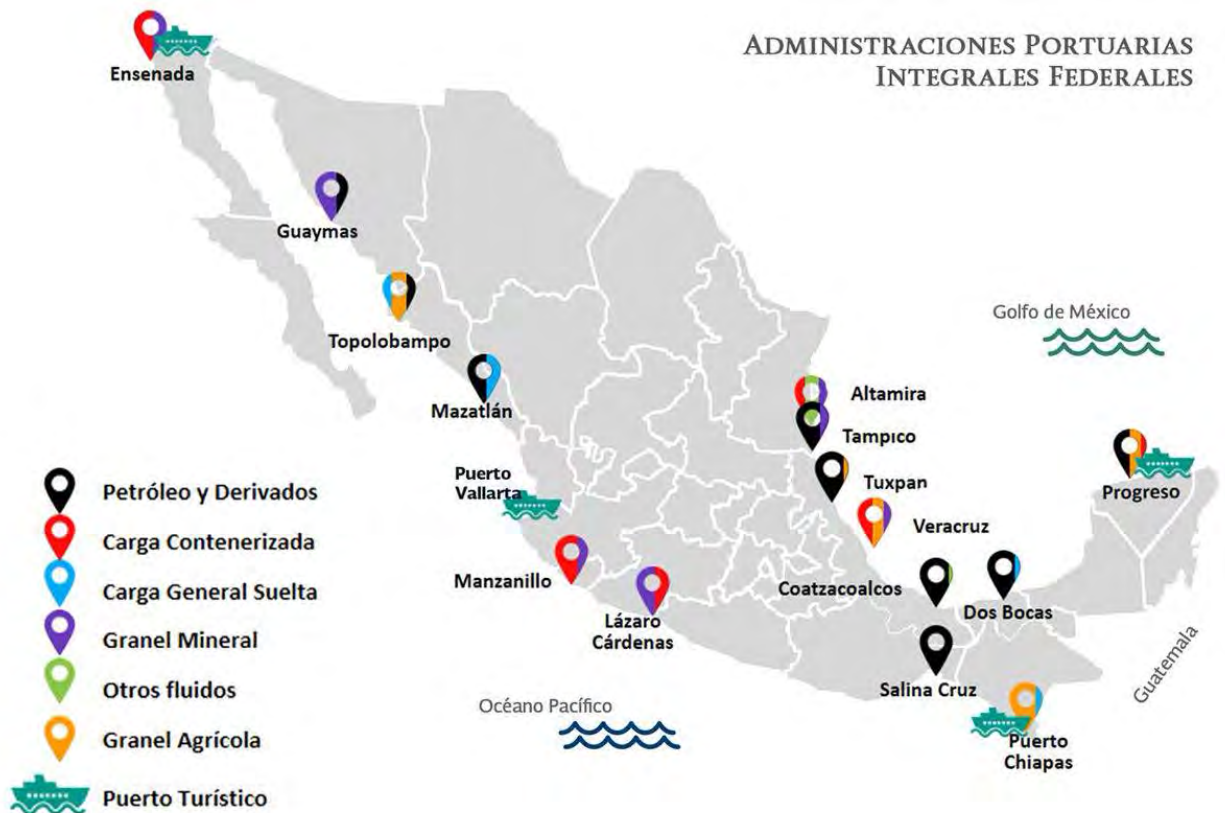 ADMINISTRACIONES PORTUARIAS
INTEGRALES FEDERALES
Ensenada
Guaymas
Topolobampo
Mazatlán
Golfo de México
Altamira
Tampico
Tuxpan
Veracruz
Progreso
Puerto
Vallarta
Manzanillo
Lázaro
Cárdenas
Coatzacoalcos
Dos Bocas
Salina Cruz
Guatemala
Puerto
Chiapas
Océano Pacífico
Petróleo y Derivados
Carga Contenerizada
Carga General Suelta
Granel Mineral
Otros fluidos
Granel Agrícola
Puerto Turístico